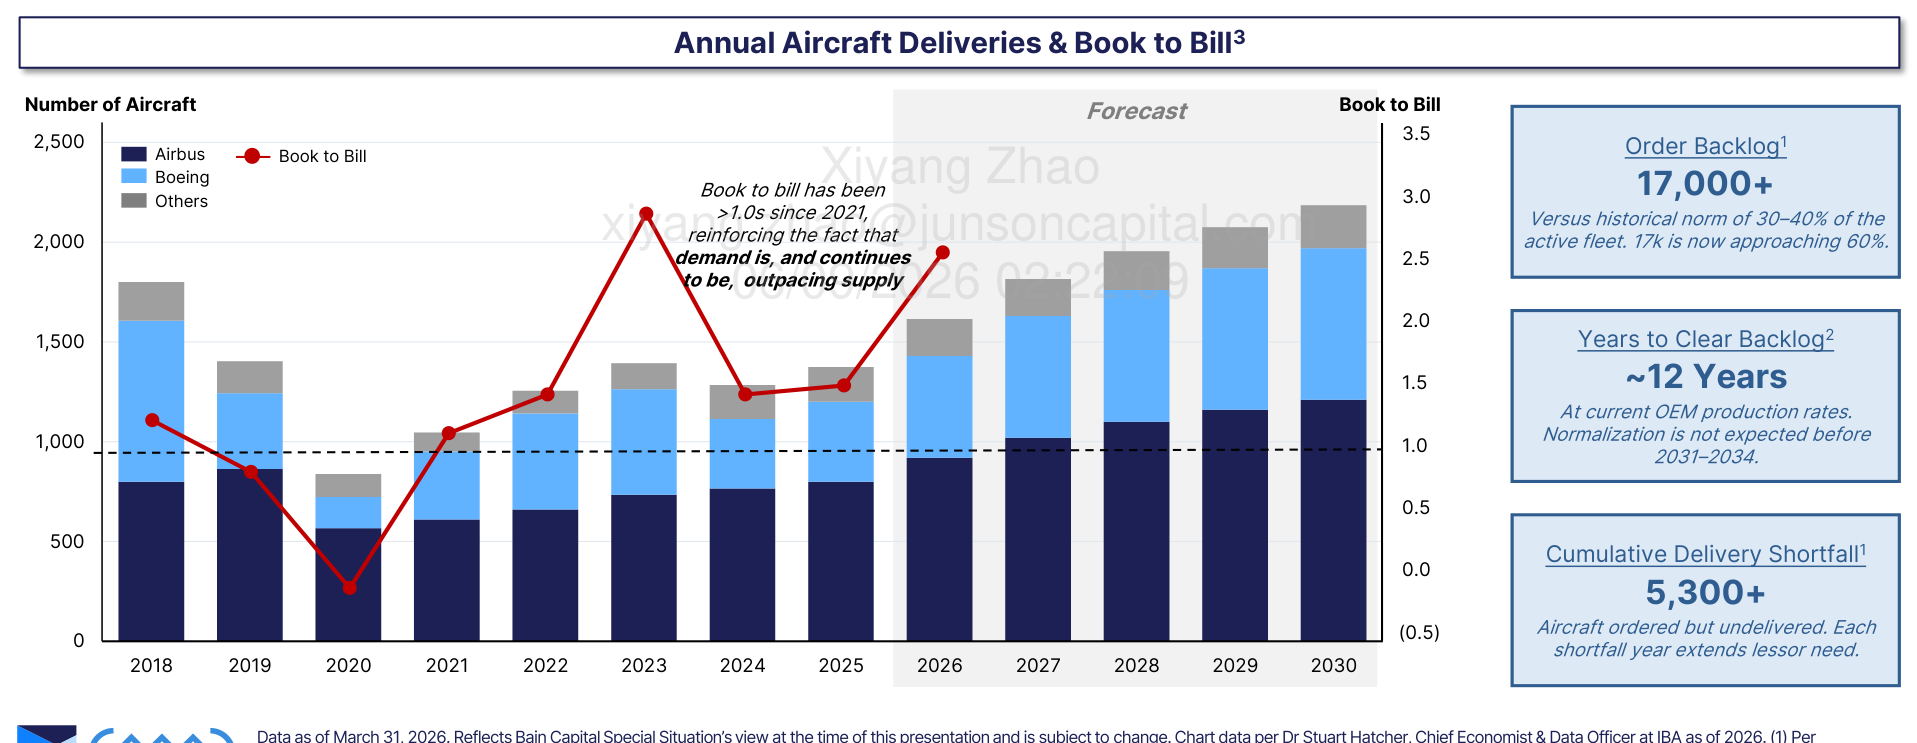 Annual Aircraft Deliveries & Book to Bill³
Number of Aircraft
Forecast
Book to Bill
2,500
2,000
1,500
1,000
500
0
Airbus
Boeing
Others
Book to Bill
Book to bill has been
>1.0s since 2021,
reinforcing the fact that
demand is, and continues
to be, outpacing supply
Xiyang Zhao
06/09/2026 02:22:09
3.5
3.0
2.5
2.0
1.5
1.0
0.5
0.0
(0.5)
2018 2019 2020 2021 2022 2023 2024 2025 2026 2027 2028 2029 2030
Order Backlog¹
17,000+
Versus historical norm of 30–40% of the
active fleet. 17k is now approaching 60%.
Years to Clear Backlog²
~12 Years
At current OEM production rates.
Normalization is not expected before
2031–2034.
Cumulative Delivery Shortfall¹
5,300+
Aircraft ordered but undelivered. Each
shortfall year extends lessor need.
Data as of March 31, 2026. Reflects Bain Capital Special Situation's view at the time of this presentation and is subject to change. Chart data per Dr Stuart Hatcher, Chief Economist & Data Officer at IBA as of 2026. (1) Per